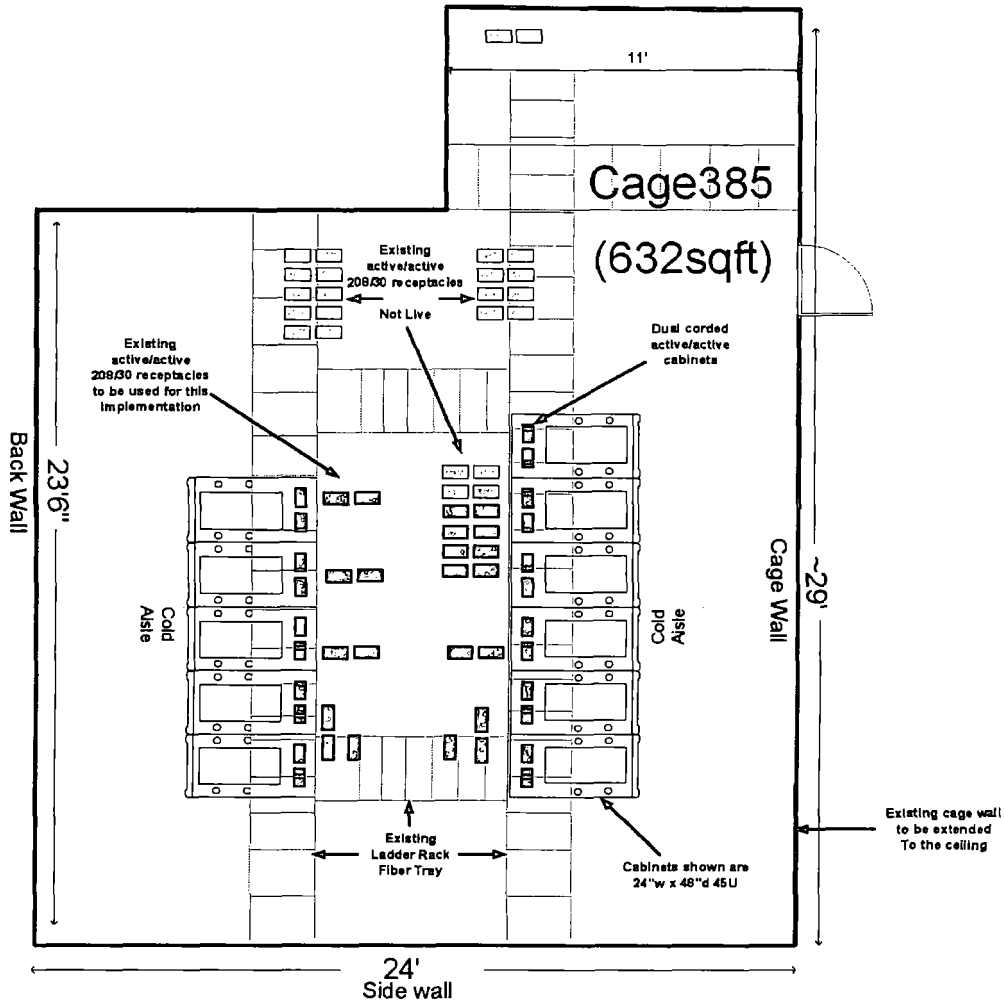 11'
Cage385
(632sqft)
Existing
active/active
208/30 receptacles
Not Live
Dual corded
active/active
cabinets
Existing
active/active
208/30 receptacles
to be used for this
implementation
Back Wall
23'6"
Cold
Aisle
Cold
Aisle
Cage Wall
~29'
Existing
Ladder Rack
Fiber Tray
Cabinets shown are
24"w x 48"d 45U
Existing cage wall
to be extended
To the ceiling
24'
Side wall